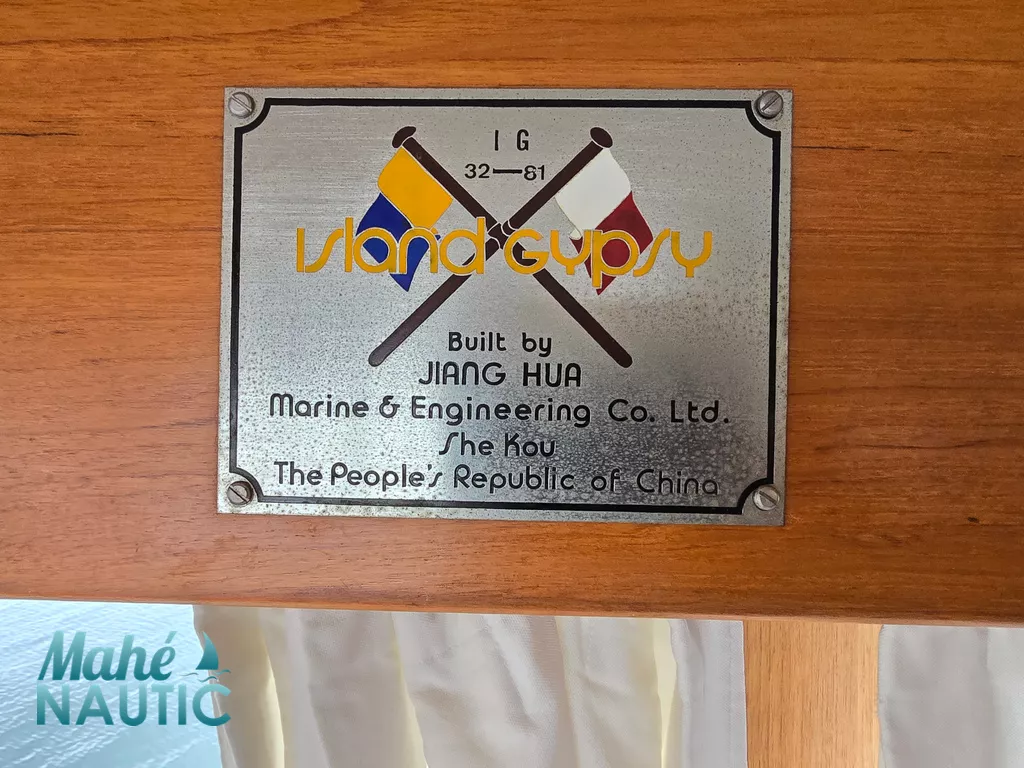 I G
32—81
Island Gypsy
Built by
JIANG HUA
Marine & Engineering Co. Ltd.
She Kou
The People's Republic of China
Mahé
NAUTIC